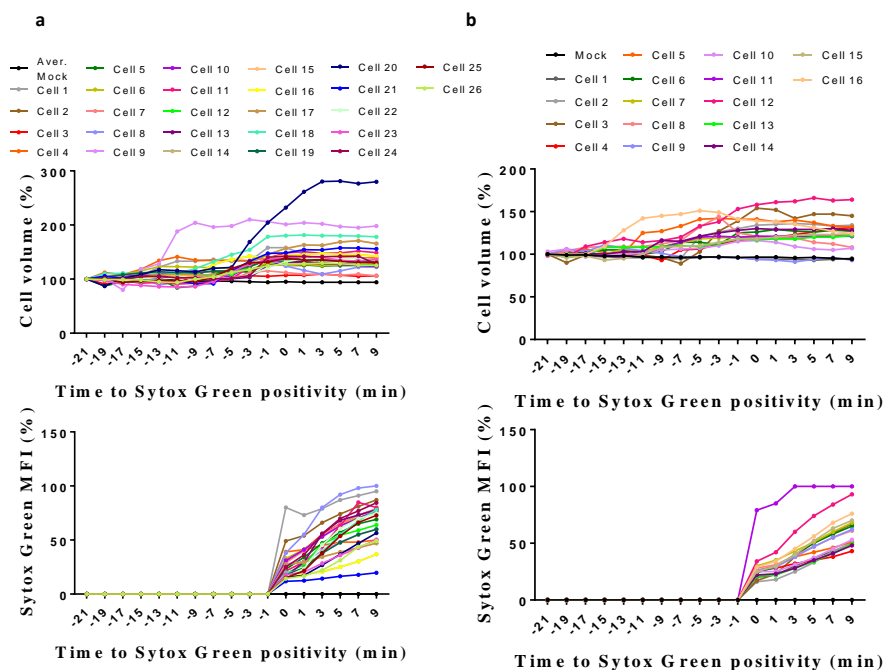 a
Aver. Mock
Cell 1
Cell 2
Cell 3
Cell 4
Cell 5
Cell 6
Cell 7
Cell 8
Cell 9
Cell 10
Cell 11
Cell 12
Cell 13
Cell 14
Cell 15
Cell 16
Cell 17
Cell 18
Cell 19
Cell 20
Cell 21
Cell 22
Cell 23
Cell 24
Cell 25
Cell 26
Cell volume (%)
300
200
100
0
-21 -19 -17 -15 -13 -11 -9 -7 -5 -3 -1 0 1 3 5 7 9
Time to Sytox Green positivity (min)
Sytox Green MFI (%)
150
100
50
0
-21 -19 -17 -15 -13 -11 -9 -7 -5 -3 -1 0 1 3 5 7 9
Time to Sytox Green positivity (min)
b
Mock
Cell 1
Cell 2
Cell 3
Cell 4
Cell 5
Cell 6
Cell 7
Cell 8
Cell 9
Cell 10
Cell 11
Cell 12
Cell 13
Cell 14
Cell 15
Cell 16
Cell volume (%)
200
150
100
50
0
-21 -19 -17 -15 -13 -11 -9 -7 -5 -3 -1 0 1 3 5 7 9
Time to Sytox Green positivity (min)
Sytox Green MFI (%)
150
100
50
0
-21 -19 -17 -15 -13 -11 -9 -7 -5 -3 -1 0 1 3 5 7 9
Time to Sytox Green positivity (min)